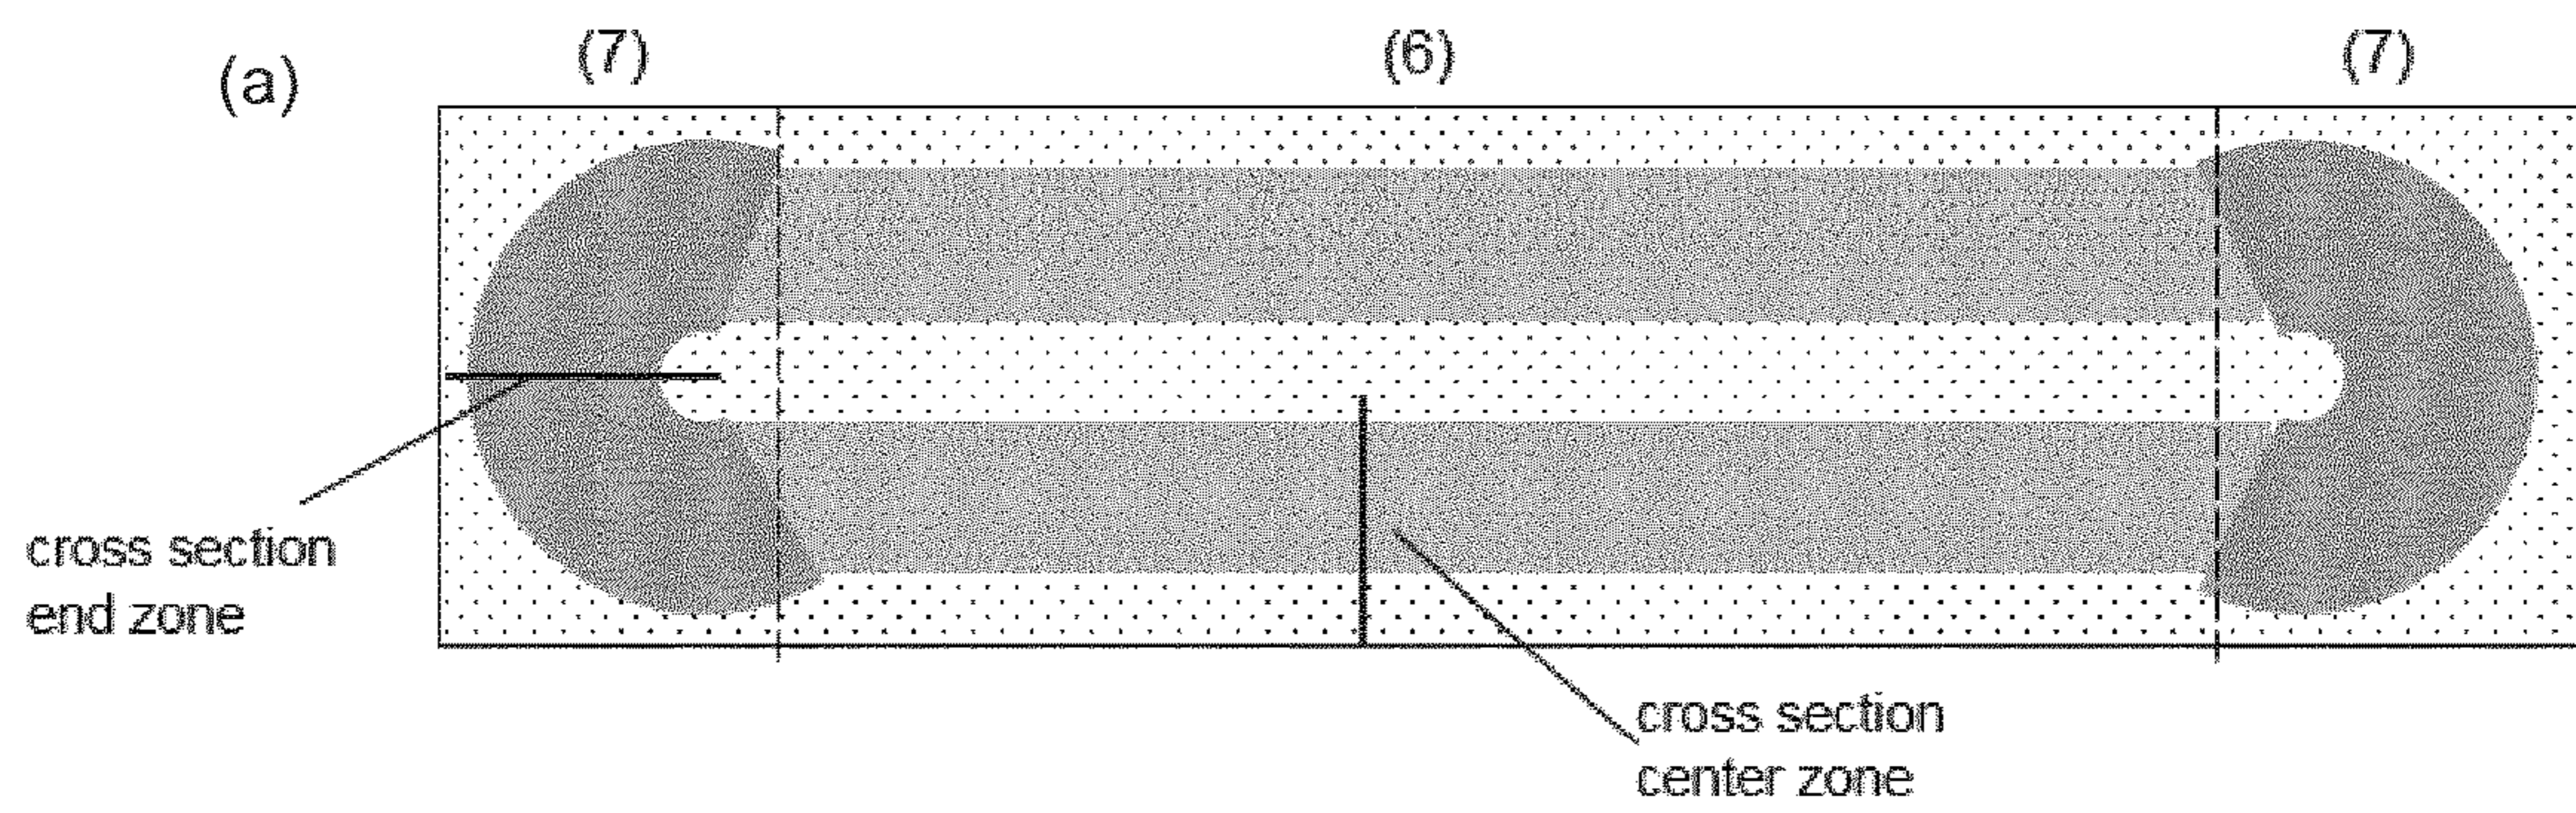 (a)
(7)
(6)
(7)
cross section
end zone
cross section
center zone